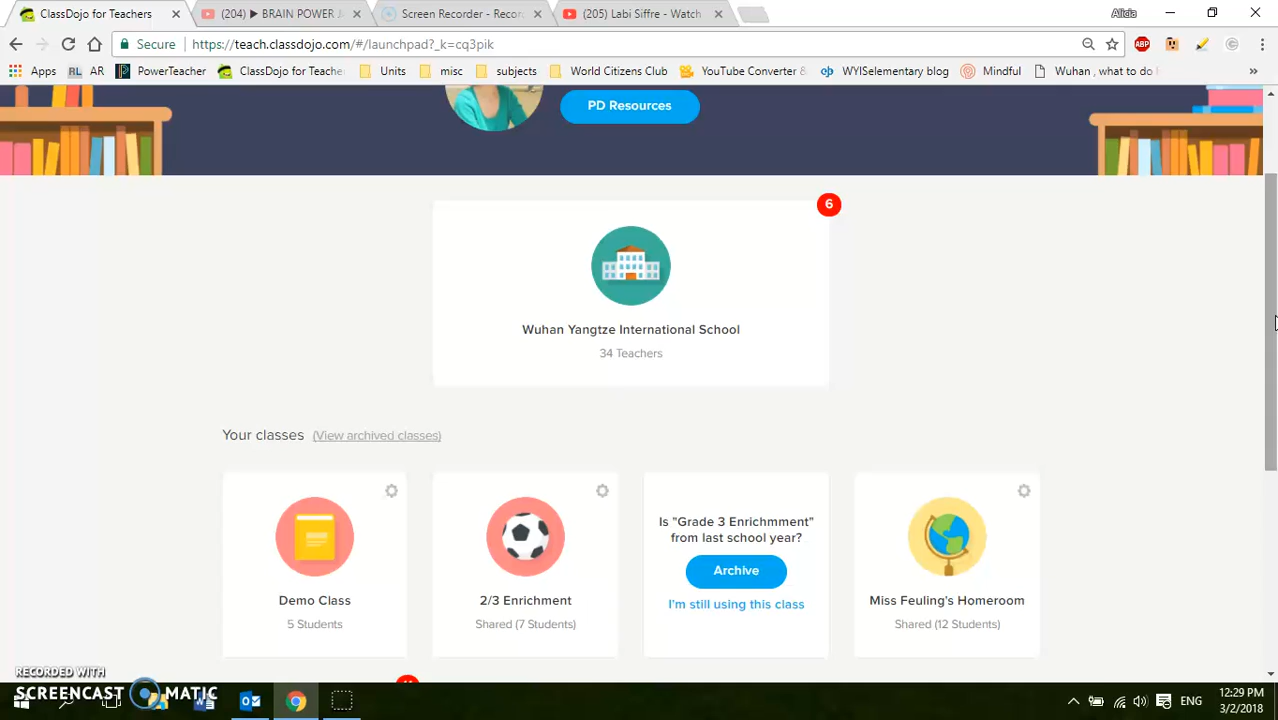 ClassDojo for Teachers
(204) ▶ BRAIN POWER
Screen Recorder - Recor
(205) Labi Siffre - Watch
Alicia
Secure
https://teach.classdojo.com/#/launchpad?_k=cq3pik
ABP
Apps
RL AR
PowerTeacher
ClassDojo for Teache
Units
misc
subjects
World Citizens Club
YouTube Converter &
WYISelementary blog
Mindful
Wuhan , what to do
»
PD Resources
6
Wuhan Yangtze International School
34 Teachers
Your classes (View archived classes)
Demo Class
5 Students
2/3 Enrichment
Shared (7 Students)
Is "Grade 3 Enrichmment"
from last school year?
Archive
I'm still using this class
Miss Feuling's Homeroom
Shared (12 Students)
RECORDED WITH
SCREENCAST MATIC
ENG
12:29 PM
3/2/2018